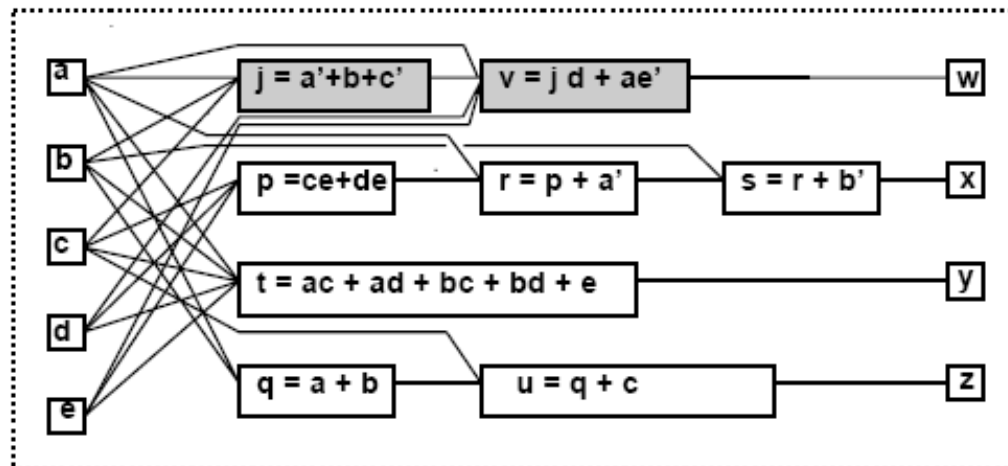 a j = a’+b+c’ v = j d + ae’ w
b p =ce+de r = p + a’ s = r + b’ x
c t = ac + ad + bc + bd + e y
d q = a + b u = q + c z
e